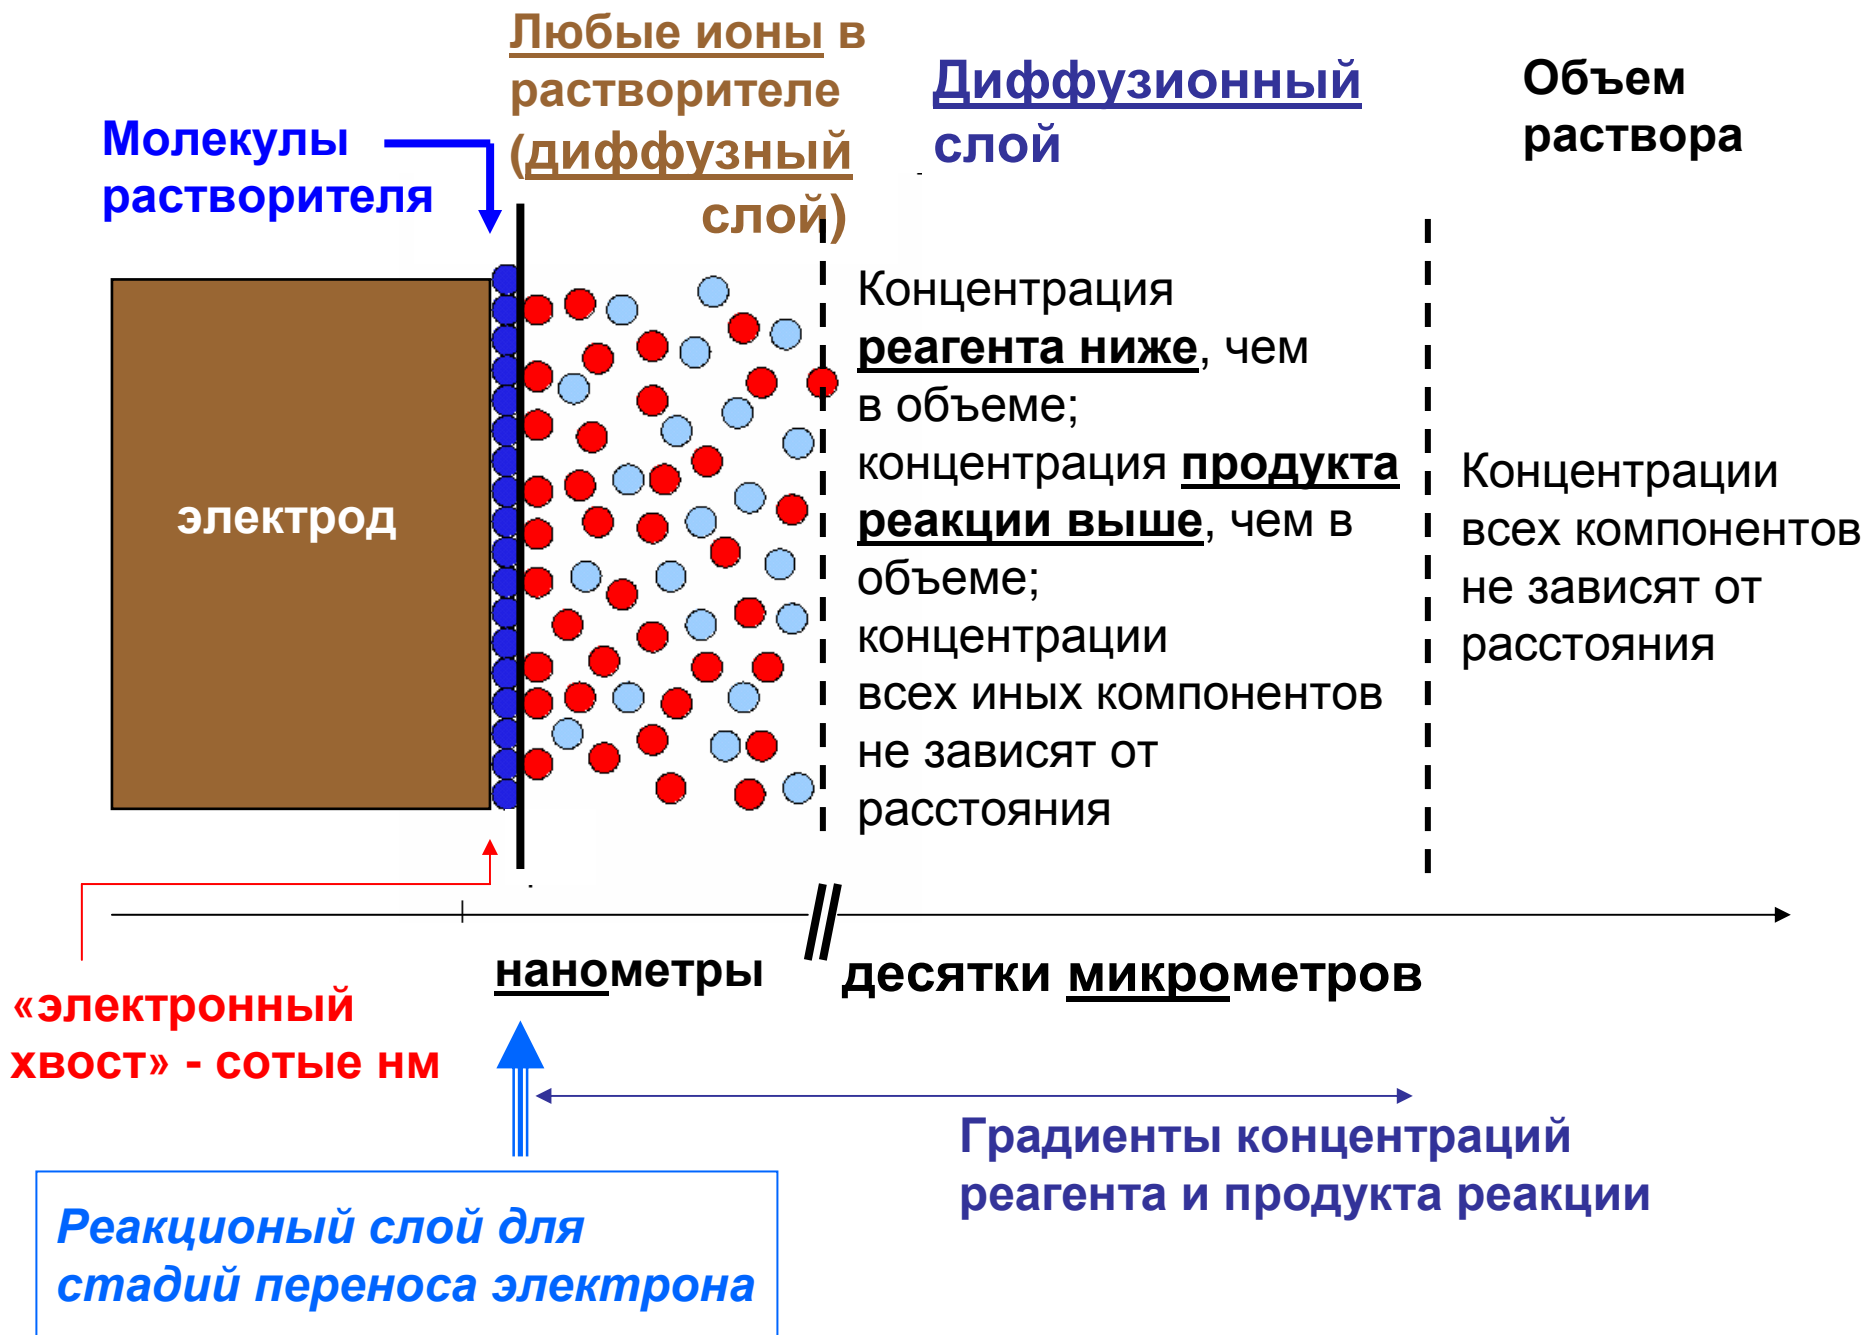 Любые ионы в
растворителе
(диффузный
слой)
Диффузионный
слой
Объем
раствора
Молекулы
растворителя
электрод
Концентрация
реагента ниже, чем
в объеме;
концентрация продукта
реакции выше, чем в
объеме;
концентрации
всех иных компонентов
не зависят от
расстояния
Концентрации
всех компонентов
не зависят от
расстояния
нанометры
десятки микрометров
«электронный
хвост» - сотые нм
Градиенты концентраций
реагента и продукта реакции
Реакционый слой для
стадий переноса электрона